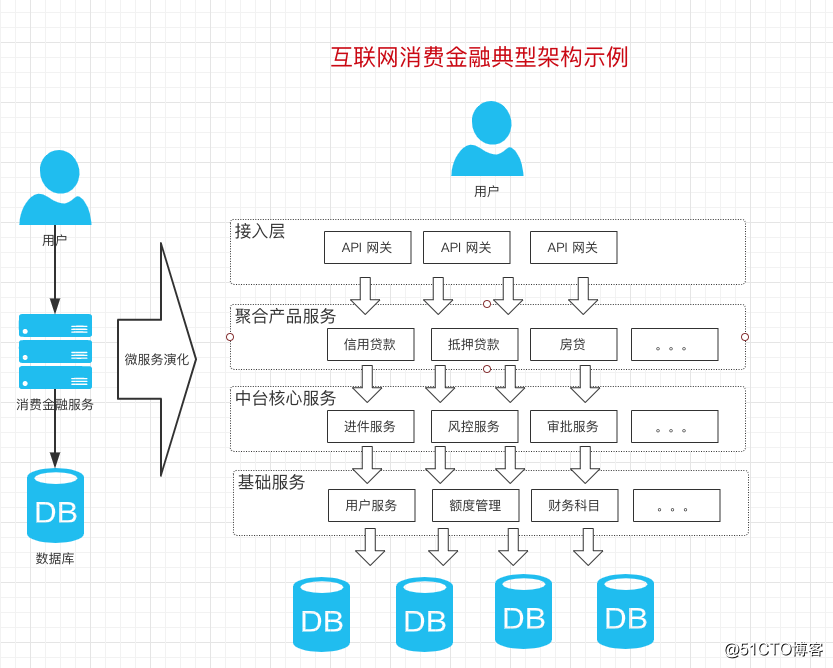 互联网消费金融典型架构示例
用户
用户
接入层
API 网关
API 网关
API 网关
聚合产品服务
信用贷款
抵押贷款
房贷
。。。
微服务演化
中台核心服务
消费金融服务
进件服务
风控服务
审批服务
。。。
基础服务
用户服务
额度管理
财务科目
。。。
DB
数据库
DB
DB
DB
DB
@51CTO博客